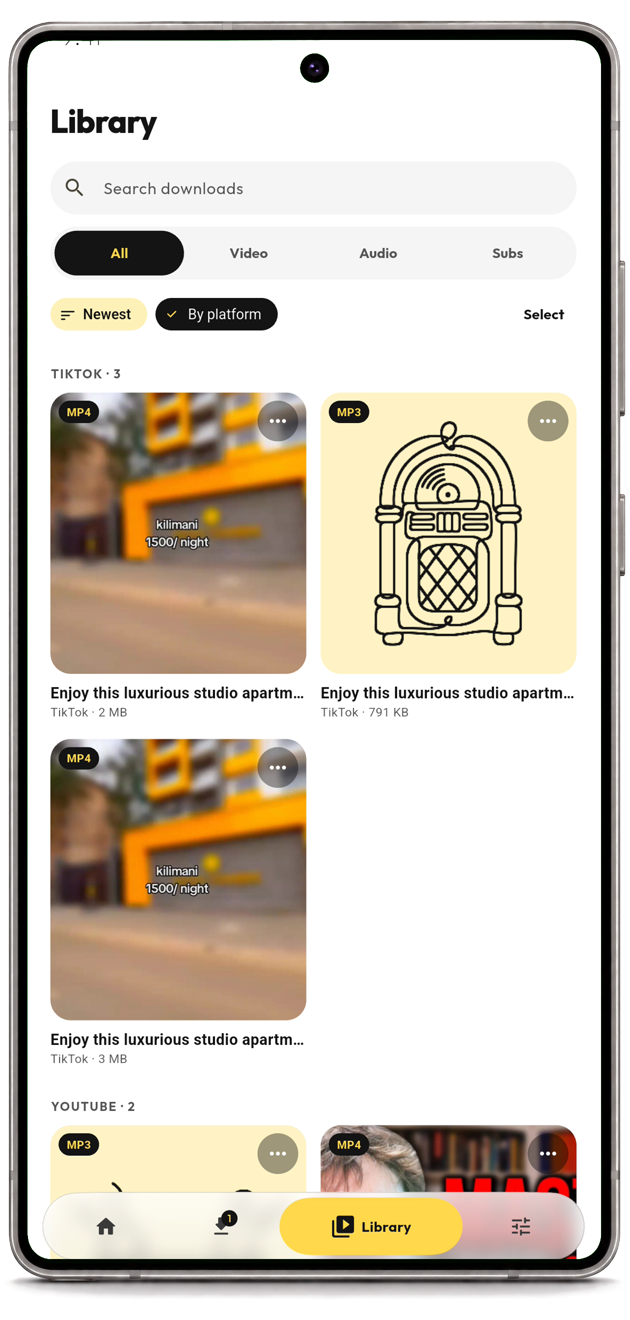 Library
Search downloads
All Video Audio Subs
Newest By platform Select
TIKTOK · 3
MP4 MP3
kilimani
1500/ night
Enjoy this luxurious studio apartm... Enjoy this luxurious studio apartm...
TikTok · 2 MB TikTok · 791 KB
MP4
kilimani
1500/ night
Enjoy this luxurious studio apartm...
TikTok · 3 MB
YOUTUBE · 2
MP3 MP4
1
Library